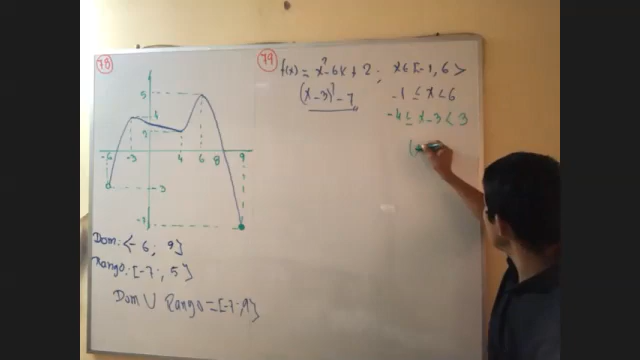 78
5
4
2
-6 -3 4 6 8 9
-3
-7
Dom: <-6; 9]
Rango: [-7; 5]
Dom ∪ Rango = [-7; 9]
79 f(x) = x² - 6x + 2; x ∈ [-1, 6>
(x-3)² - 7
-1 ≤ x < 6
-4 ≤ x-3 < 3
(x